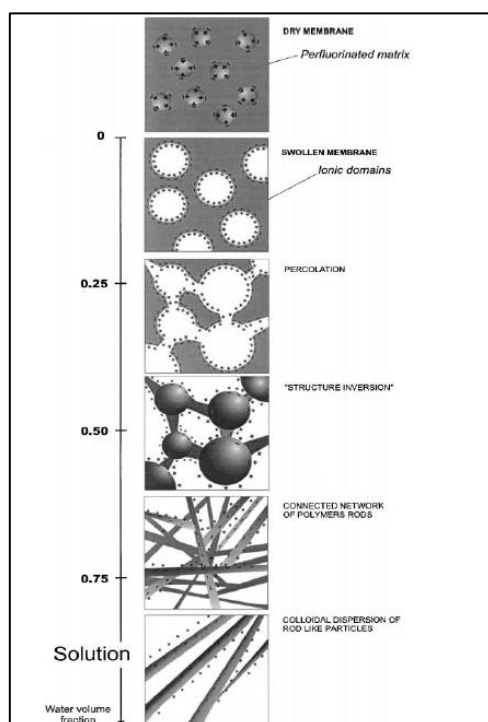 DRY MEMBRANE
Perfluorinated matrix
0
SWOLLEN MEMBRANE
Ionic domains
0.25
PERCOLATION
"STRUCTURE INVERSION"
0.50
CONNECTED NETWORK
OF POLYMERS RODS
0.75
COLLOIDAL DISPERSION OF
ROD LIKE PARTICLES
Solution
Water volume
fraction